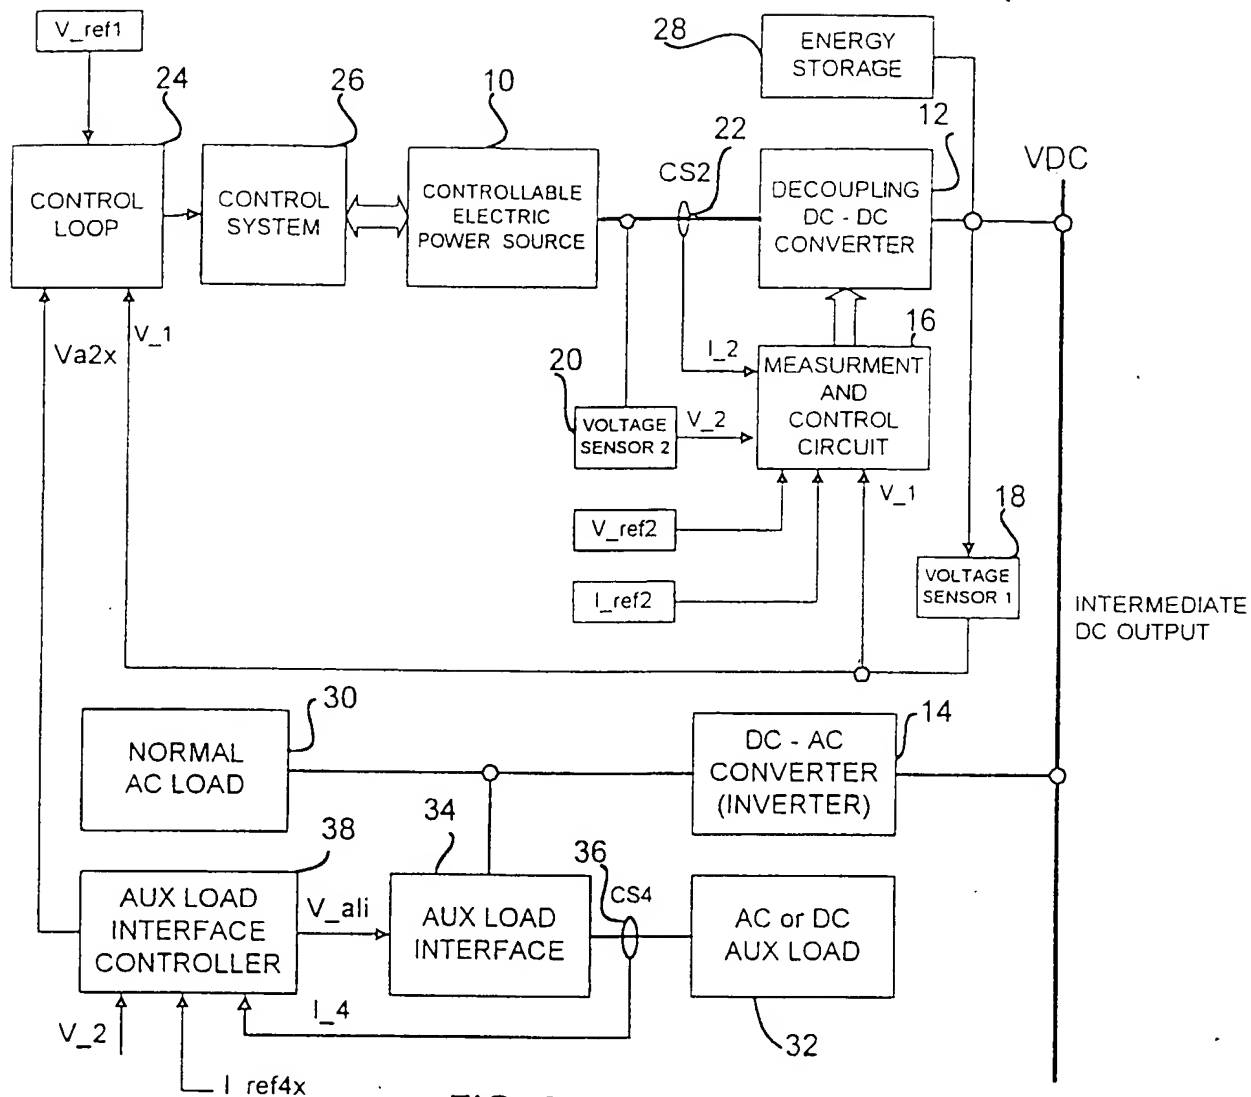 V_ref1
28
ENERGY
STORAGE
24
26
10
22
12
CS2
VDC
CONTROL
LOOP
CONTROL
SYSTEM
CONTROLLABLE
ELECTRIC
POWER SOURCE
DECOUPLING
DC - DC
CONVERTER
Va2x
V_1
20
I_2
16
MEASURMENT
AND
CONTROL
CIRCUIT
VOLTAGE
SENSOR 2
V_2
V_1
18
V_ref2
I_ref2
VOLTAGE
SENSOR 1
INTERMEDIATE
DC OUTPUT
30
14
NORMAL
AC LOAD
DC - AC
CONVERTER
(INVERTER)
38
34
36
CS4
AUX LOAD
INTERFACE
CONTROLLER
V_ali
AUX LOAD
INTERFACE
AC or DC
AUX LOAD
I_4
V_2
32
I_ref4x